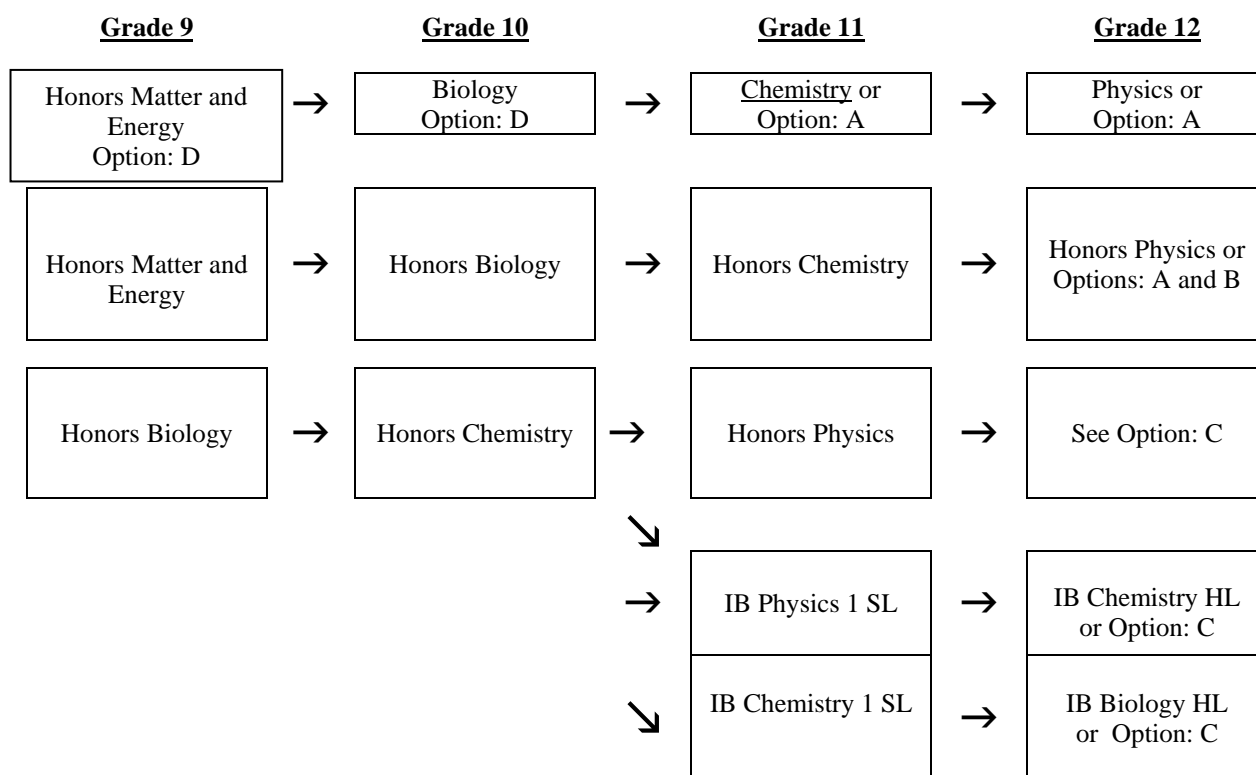 Grade 9
Grade 10
Grade 11
Grade 12
Honors Matter and
Energy
Option: D
Biology
Option: D
Chemistry or
Option: A
Physics or
Option: A
Honors Matter and
Energy
Honors Biology
Honors Chemistry
Honors Physics or
Options: A and B
Honors Biology
Honors Chemistry
Honors Physics
See Option: C
IB Physics 1 SL
IB Chemistry HL
or Option: C
IB Chemistry 1 SL
IB Biology HL
or Option: C